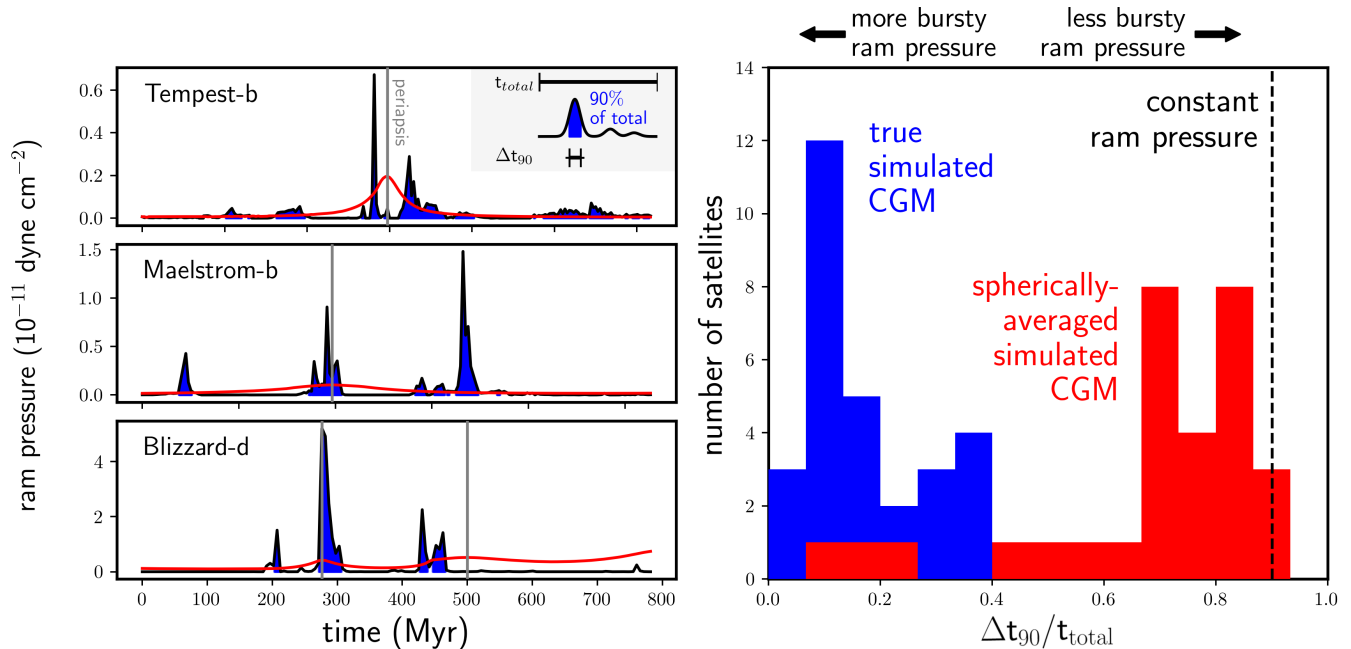 more bursty
ram pressure
less bursty
ram pressure
ram pressure (10−11 dyne cm−2)
Tempest-b
periapsis
ttotal
90%
of total
Δt90
0.6
0.4
0.2
0.0
Maelstrom-b
1.5
1.0
0.5
0.0
Blizzard-d
4
2
0
0 100 200 300 400 500 600 700 800
time (Myr)
number of satellites
14
12
10
8
6
4
2
0
constant
ram pressure
true
simulated
CGM
spherically-
averaged
simulated
CGM
0.0 0.2 0.4 0.6 0.8 1.0
Δt90/ttotal